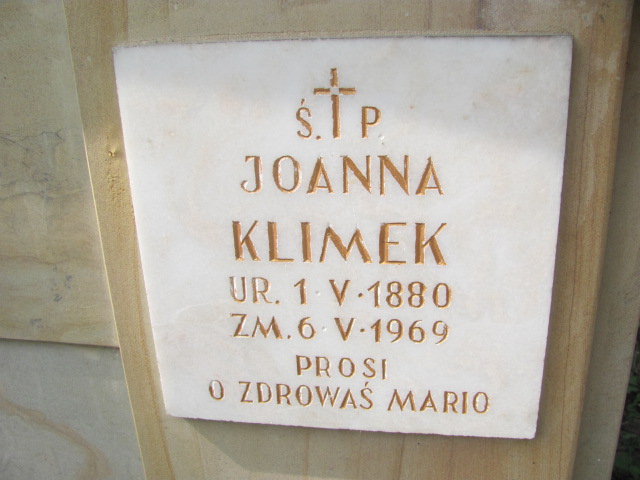 Ś. P.
JOANNA
KLIMEK
UR. 1 · V · 1880
ZM. 6 · V · 1969
PROSI
O ZDROWAŚ MARIO